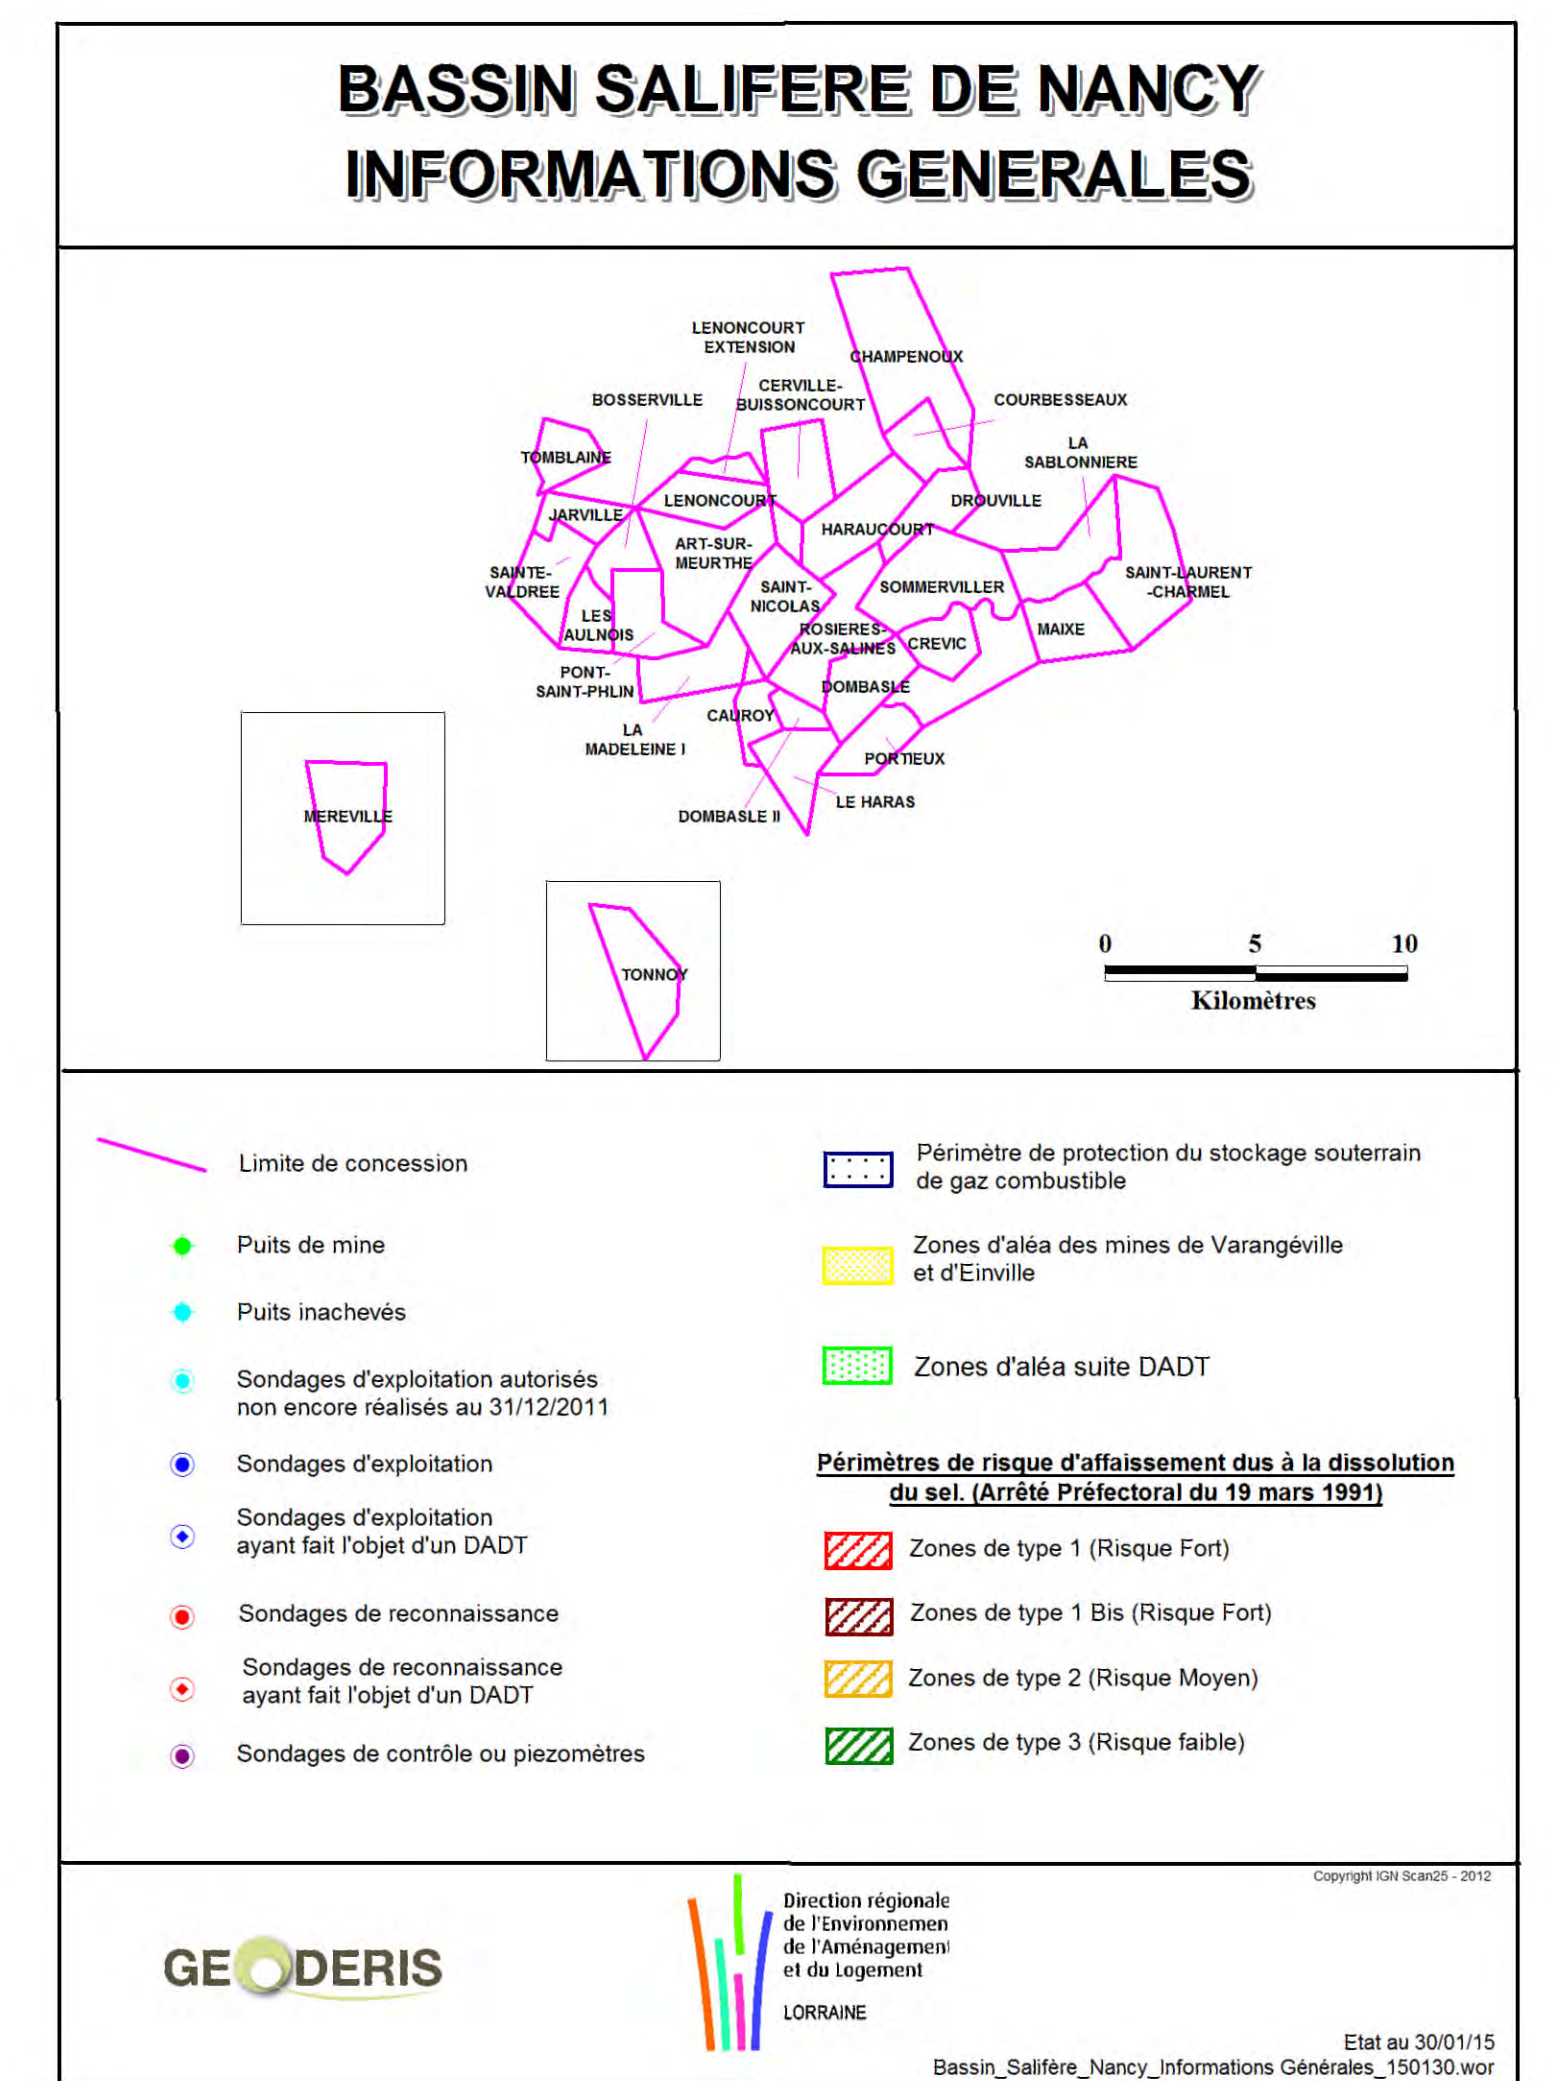 BASSIN SALIFERE DE NANCY
INFORMATIONS GENERALES
LENONCOURT
EXTENSION
CHAMPENOUX
CERVILLE-
BUISSONCOURT
BOSSERVILLE
COURBESSEAUX
LA
SABLONNIERE
TOMBLAINE
LENONCOURT
DROUVILLE
JARVILLE
HARAUCOURT
ART-SUR-
MEURTHE
SAINTE-
VALDREE
SAINT-
NICOLAS
SOMMERVILLER
SAINT-LAURENT
-CHARMEL
LES
AULNOIS
ROSIERES-
AUX-SALINES
CREVIC
MAIXE
PONT-
SAINT-PHLIN
DOMBASLE
CAUROY
LA
MADELEINE I
PORTIEUX
LE HARAS
DOMBASLE II
MEREVILLE
TONNOY
0 5 10
Kilomètres
Limite de concession
Puits de mine
Puits inachevés
Sondages d'exploitation autorisés
non encore réalisés au 31/12/2011
Sondages d'exploitation
Sondages d'exploitation
ayant fait l'objet d'un DADT
Sondages de reconnaissance
Sondages de reconnaissance
ayant fait l'objet d'un DADT
Sondages de contrôle ou piezomètres
Périmètre de protection du stockage souterrain
de gaz combustible
Zones d'aléa des mines de Varangéville
et d'Einville
Zones d'aléa suite DADT
Périmètres de risque d'affaissement dus à la dissolution
du sel. (Arrêté Préfectoral du 19 mars 1991)
Zones de type 1 (Risque Fort)
Zones de type 1 Bis (Risque Fort)
Zones de type 2 (Risque Moyen)
Zones de type 3 (Risque faible)
Copyright IGN Scan25 - 2012
GEODERIS
Direction régionale
de l'Environnemen
de l'Aménagement
et du Logement
LORRAINE
Etat au 30/01/15
Bassin_Salifère_Nancy_Informations Générales_150130.wor